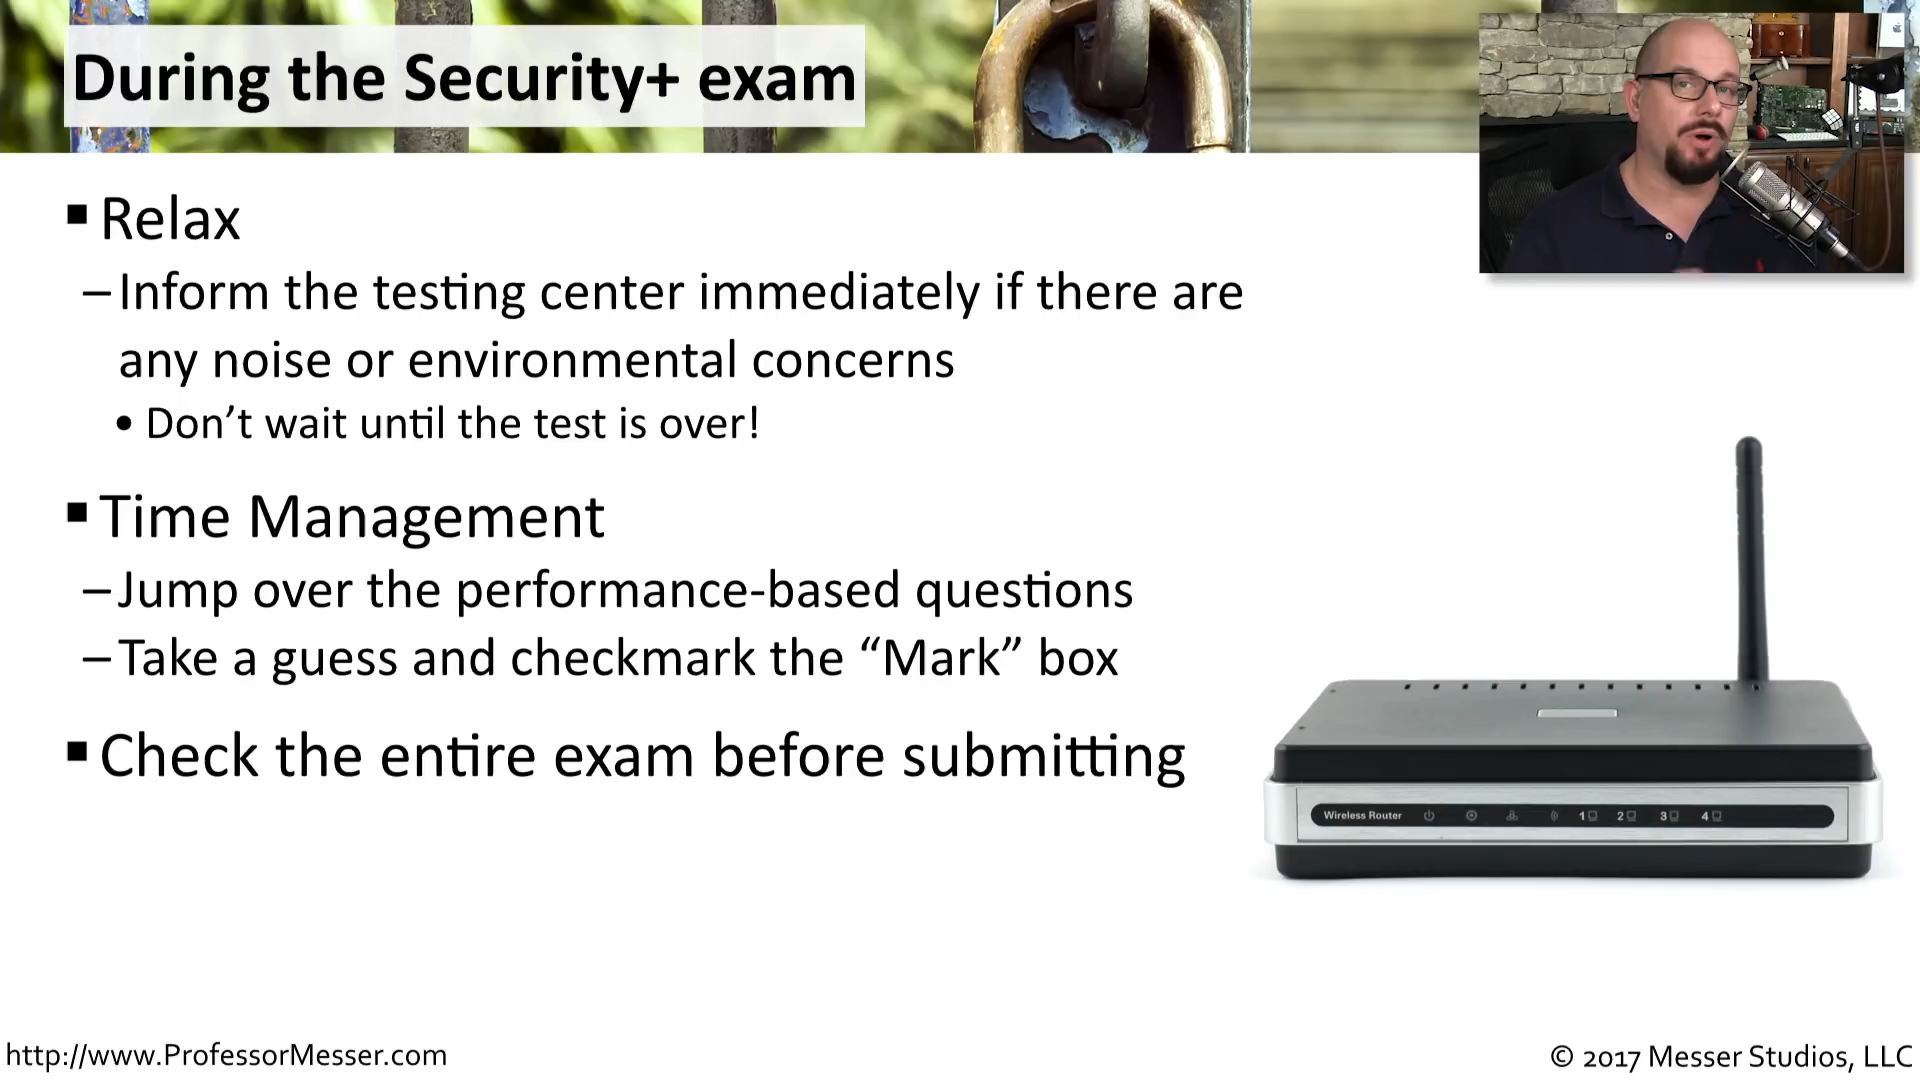 During the Security+ exam
▪ Relax
– Inform the testing center immediately if there are
any noise or environmental concerns
• Don’t wait until the test is over!
▪ Time Management
– Jump over the performance-based questions
– Take a guess and checkmark the “Mark” box
▪ Check the entire exam before submitting
Wireless Router 1 2 3 4
http://www.ProfessorMesser.com
© 2017 Messer Studios, LLC